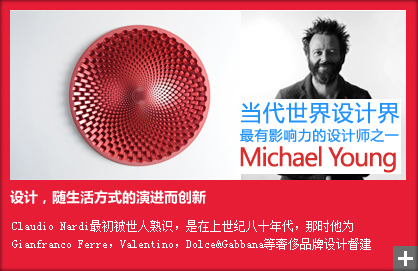 当代世界设计界
最有影响力的设计师之一
Michael Young
设计，随生活方式的演进而创新
Claudio Nardi最初被世人熟识，是在上世纪八十年代，那时他为
Gianfranco Ferre，Valentino，Dolce&Gabbana等奢侈品牌设计督建